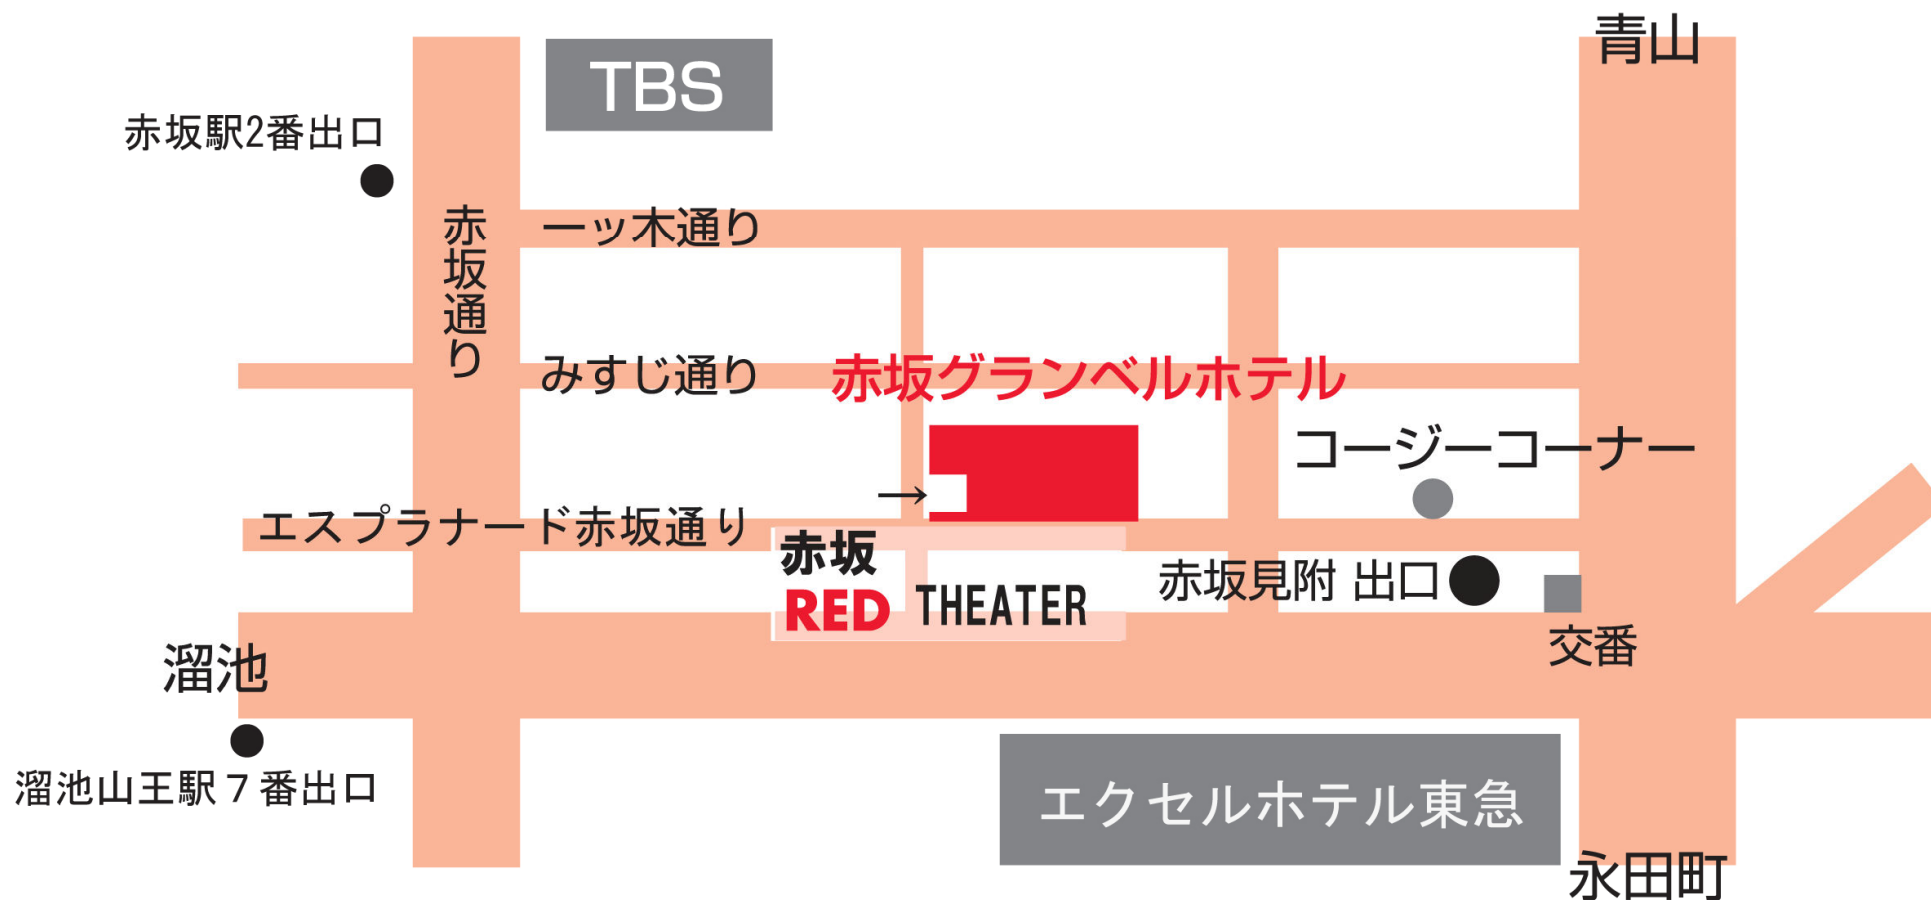 青山
TBS
赤坂駅2番出口
赤坂通り
一ッ木通り
みすじ通り
赤坂グランベルホテル
コージーコーナー
→
エスプラナード赤坂通り
赤坂
RED THEATER
赤坂見附 出口
交番
溜池
溜池山王駅７番出口
エクセルホテル東急
永田町